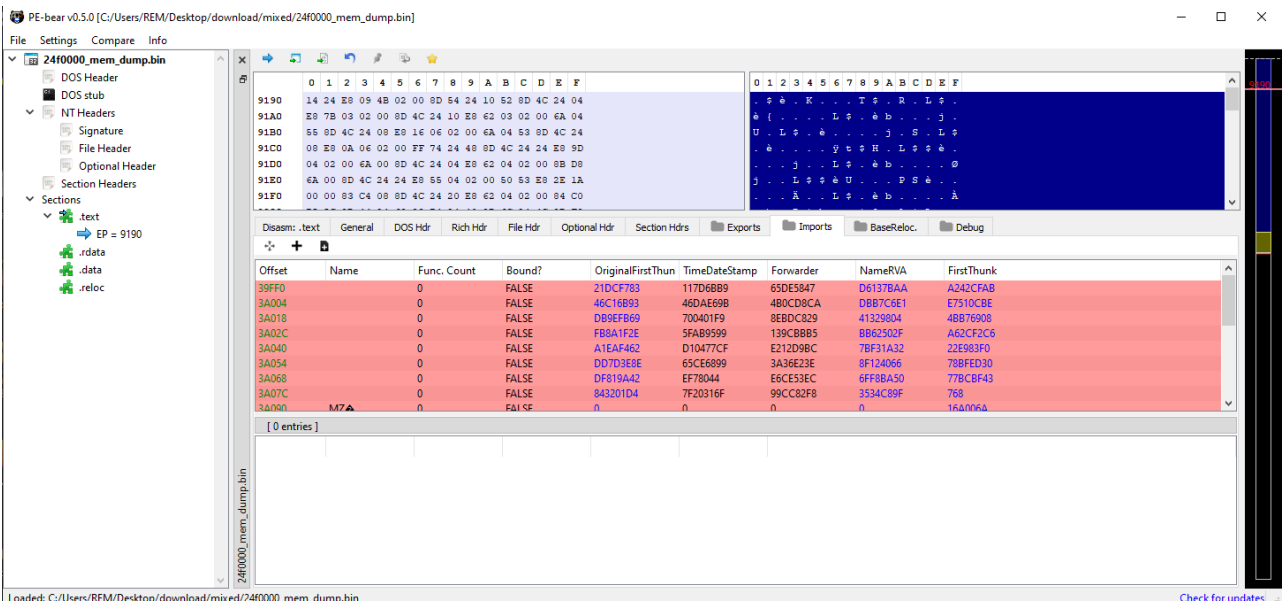 PE-bear v0.5.0 [C:/Users/REM/Desktop/download/mixed/24f0000_mem_dump.bin]
File Settings Compare Info
24f0000_mem_dump.bin
DOS Header
DOS stub
NT Headers
Signature
File Header
Optional Header
Section Headers
Sections
.text
EP = 9190
.rdata
.data
.reloc
0 1 2 3 4 5 6 7 8 9 A B C D E F
9190 14 24 E8 09 4B 02 00 8D 54 24 10 52 8D 4C 24 04
91A0 E8 7B 03 02 00 8D 4C 24 10 E8 62 03 02 00 6A 04
91B0 55 8D 4C 24 08 E8 16 06 02 00 6A 04 53 8D 4C 24
91C0 08 E8 0A 06 02 00 FF 74 24 48 8D 4C 24 24 E8 9D
91D0 04 02 00 6A 00 8D 4C 24 04 E8 62 04 02 00 8B D8
91E0 6A 00 8D 4C 24 24 E8 55 04 02 00 50 53 E8 2E 1A
91F0 00 00 83 C4 08 8D 4C 24 20 E8 62 04 02 00 84 C0
0 1 2 3 4 5 6 7 8 9 A B C D E F
. $ è . K . . . T $ . R . L $ .
è { . . . . L $ . è b . . . j .
U . L $ . è . . . . j . S . L $
. è . . . . ÿ t $ H . L $ $ è .
. . . j . . L $ . è b . . . . Ø
j . . L $ $ è U . . . P S è . .
. . . Ä . . L $ . è b . . . . À
9190
Disasm: .text General DOS Hdr Rich Hdr File Hdr Optional Hdr Section Hdrs Exports Imports BaseReloc. Debug
Offset Name Func. Count Bound? OriginalFirstThun TimeDateStamp Forwarder NameRVA FirstThunk
39FF0 0 FALSE 21DCF783 117D6BB9 65DE5847 D6137BAA A242CFAB
3A004 0 FALSE 46C16B93 46DAE69B 4B0CD8CA DBB7C6E1 E7510CBE
3A018 0 FALSE DB9EFB69 700401F9 8EBDC829 41329804 4BB76908
3A02C 0 FALSE FB8A1F2E 5FAB9599 139CBBB5 BB62502F A62CF2C6
3A040 0 FALSE A1EAF462 D10477CF E212D9BC 7BF31A32 22E983F0
3A054 0 FALSE DD7D3E8E 65CE6899 3A36E23E 8F124066 78BFED30
3A068 0 FALSE DF819A42 EF78044 E6CE53EC 6FF8BA50 77BCBF43
3A07C 0 FALSE 843201D4 7F20316F 99CC82F8 3534C89F 768
3A090 MZ� 0 FALSE 0 0 0 0 16A006A
[ 0 entries ]
24f0000_mem_dump.bin
Loaded: C:/Users/REM/Desktop/download/mixed/24f0000_mem_dump.bin
Check for updates